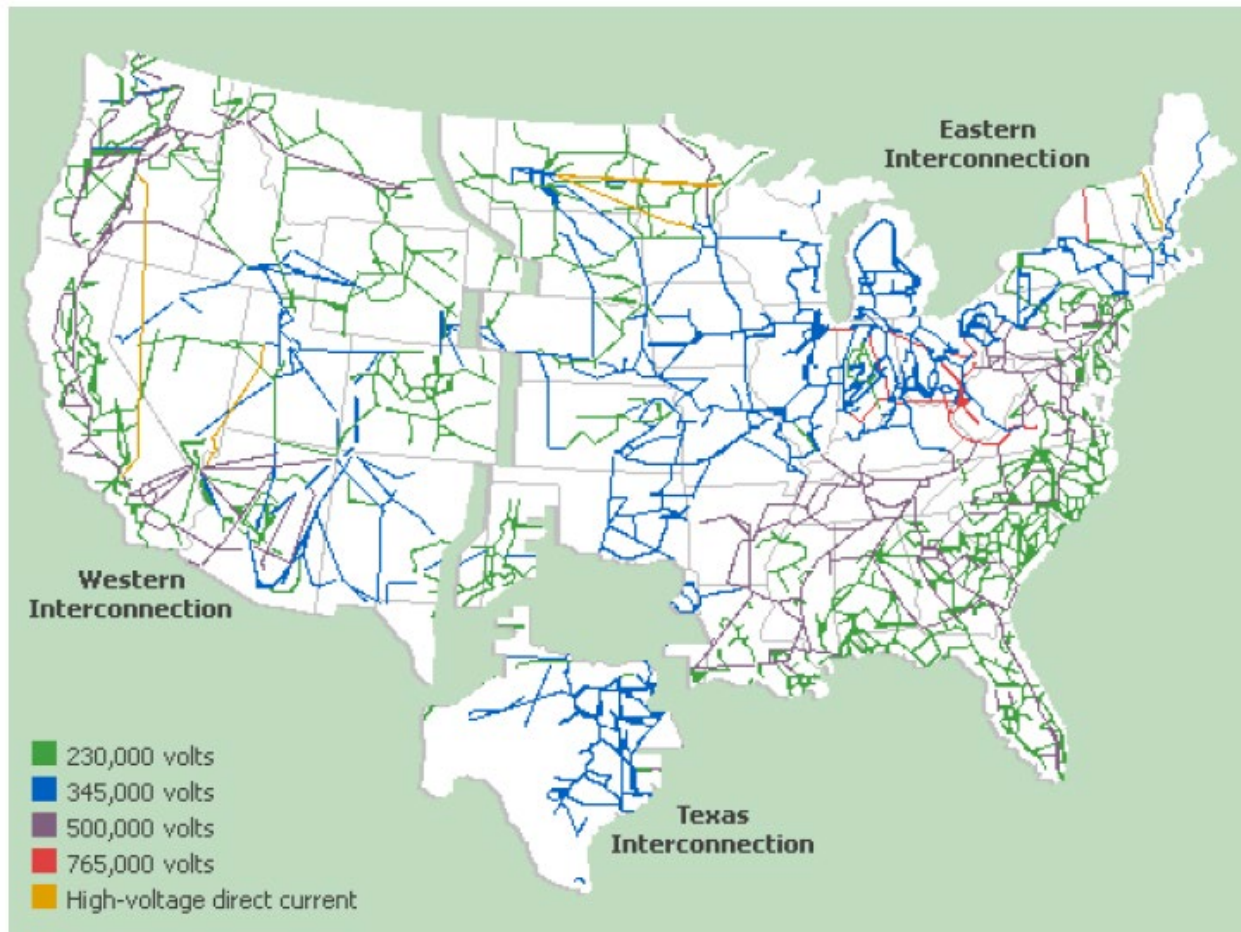 Eastern
Interconnection
Western
Interconnection
Texas
Interconnection
230,000 volts
345,000 volts
500,000 volts
765,000 volts
High-voltage direct current